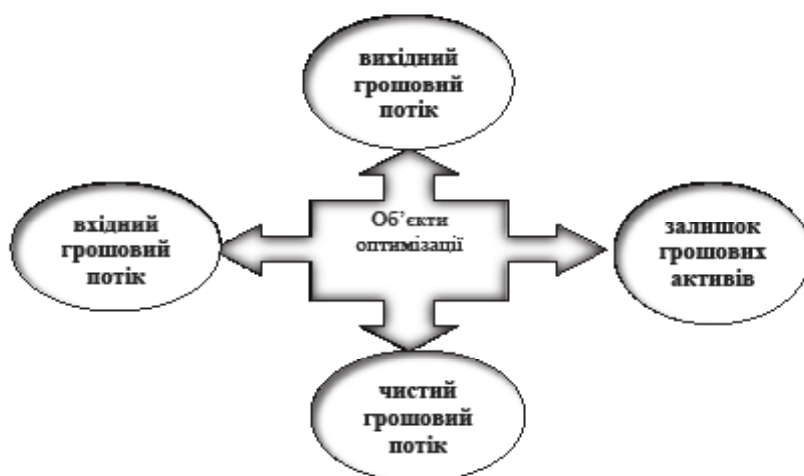 вихідний
грошовий
потік
вхідний
грошовий
потік
Об’єкти
оптимізації
залишок
грошових
активів
чистий
грошовий
потік